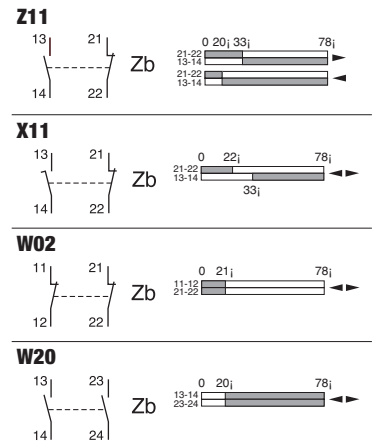 Z11
13 21 0 20¡ 33¡ 78¡
Zb
21-22
13-14
21-22
13-14
14 22
X11
13 21 0 22¡ 78¡
Zb
21-22
13-14
33¡
14 22
W02
11 21 0 21¡ 78¡
Zb
11-12
21-22
12 22
W20
13 23 0 20¡ 78¡
Zb
13-14
23-24
14 24